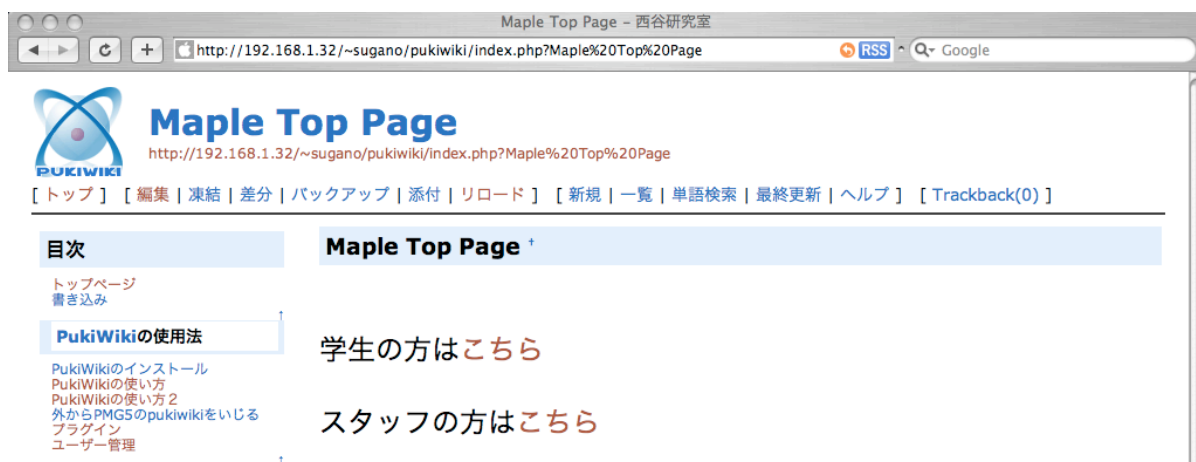 Maple Top Page – 西谷研究室
http://192.168.1.32/~sugano/pukiwiki/index.php?Maple%20Top%20Page RSS Google
Maple Top Page
http://192.168.1.32/~sugano/pukiwiki/index.php?Maple%20Top%20Page
PUKIWIKI
[ トップ ] [ 編集 | 凍結 | 差分 | バックアップ | 添付 | リロード ] [ 新規 | 一覧 | 単語検索 | 最終更新 | ヘルプ ] [ Trackback(0) ]
目次
トップページ
書き込み
↑
PukiWikiの使用法
PukiWikiのインストール
PukiWikiの使い方
PukiWikiの使い方２
外からPMG5のpukiwikiをいじる
プラグイン
ユーザー管理
↑
Maple Top Page †
学生の方はこちら
スタッフの方はこちら